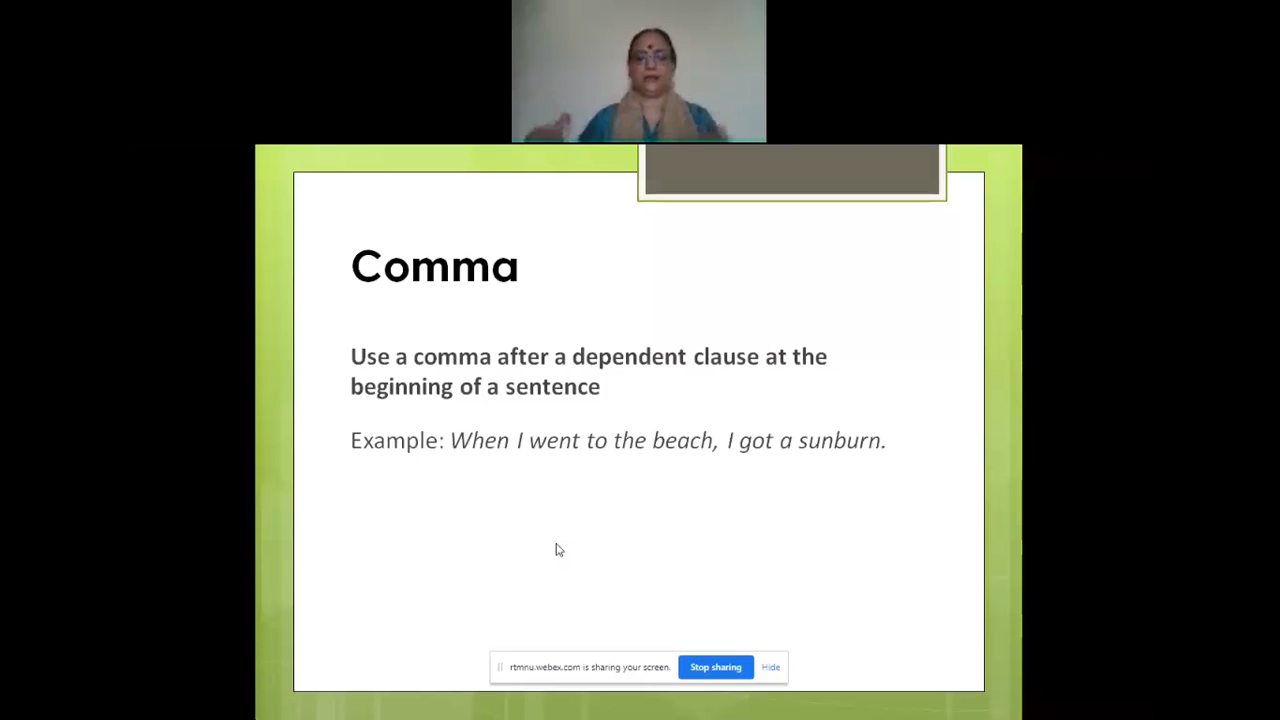 Comma
Use a comma after a dependent clause at the
beginning of a sentence
Example: When I went to the beach, I got a sunburn.
rtmnu.webex.com is sharing your screen. Stop sharing Hide